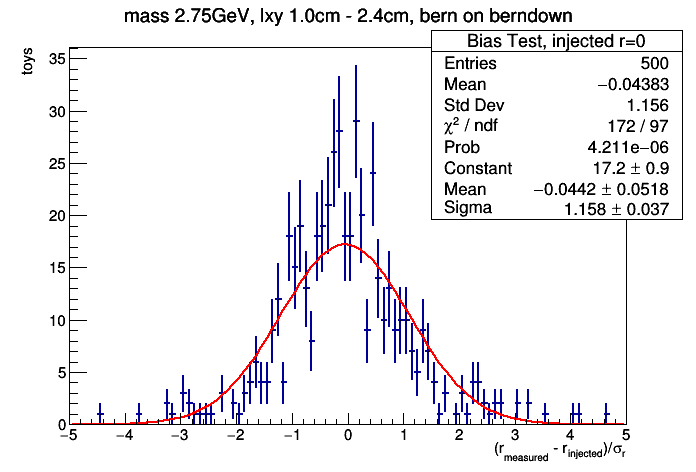 mass 2.75GeV, lxy 1.0cm - 2.4cm, bern on berndown
Bias Test, injected r=0
Entries 500
Mean −0.04383
Std Dev 1.156
χ² / ndf 172 / 97
Prob 4.211e−06
Constant 17.2 ± 0.9
Mean −0.0442 ± 0.0518
Sigma 1.158 ± 0.037
toys
35
30
25
20
15
10
5
0
−5 −4 −3 −2 −1 0 1 2 3 4 5
(r_measured - r_injected)/σ_r